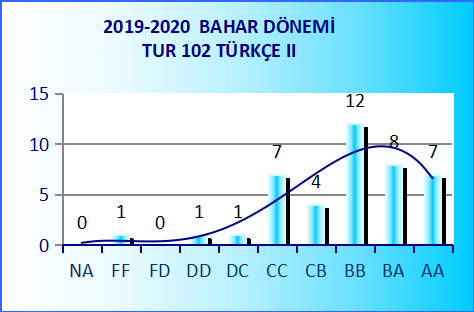 2019-2020 BAHAR DÖNEMİ
TUR 102 TÜRKÇE II
15
10
5
0
0 1 0 1 1 7 4 12 8 7
NA FF FD DD DC CC CB BB BA AA